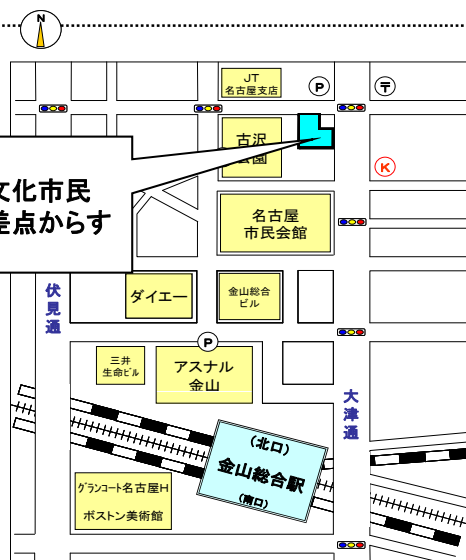 N
JT
名古屋支店
P
〒
古沢
公園
K
文化市民
差点からす
名古屋
市民会館
伏見通
ダイエー
金山総合
ビル
P
三井
生命ビル
アスナル
金山
大津通
(北口)
金山総合駅
(南口)
グランコート名古屋H
ボストン美術館